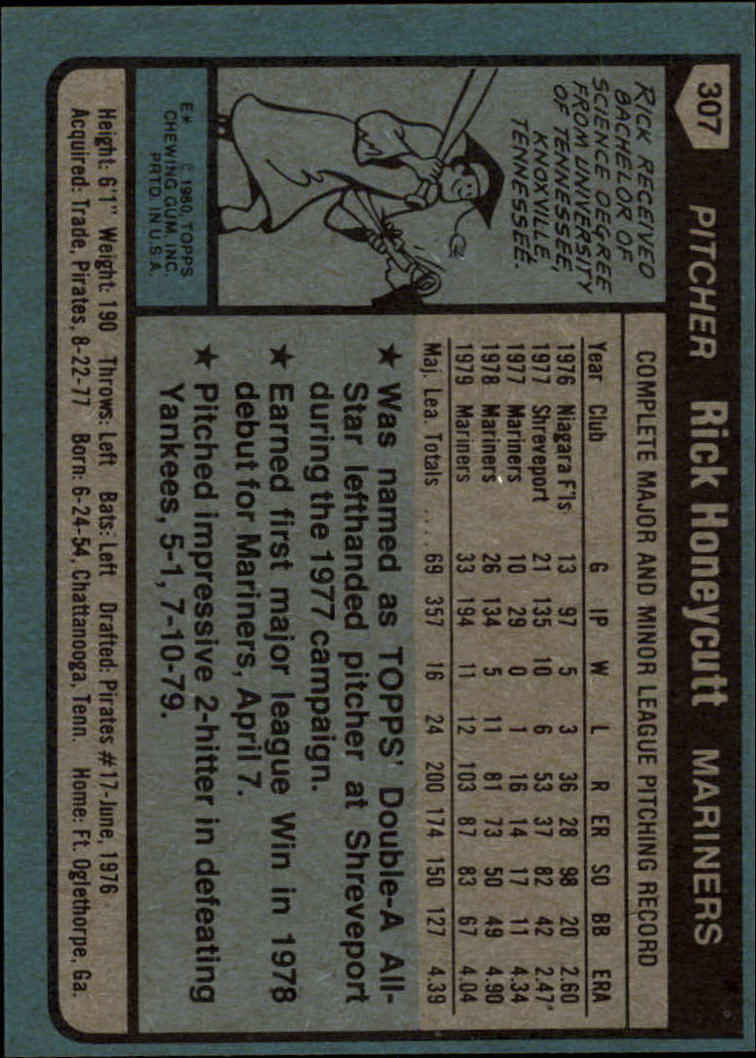 307 PITCHER Rick Honeycutt MARINERS
RICK RECEIVED
BACHELOR OF
SCIENCE DEGREE
FROM UNIVERSITY
OF TENNESSEE,
KNOXVILLE,
TENNESSEE.
COMPLETE MAJOR AND MINOR LEAGUE PITCHING RECORD
Year Club G IP W L R ER SO BB ERA
1976 Niagara F'ls 13 97 5 3 36 28 98 20 2.60
1977 Shreveport 21 135 10 6 53 37 82 42 2.47*
1977 Mariners 10 29 0 1 16 14 17 11 4.34
1978 Mariners 26 134 5 11 81 73 50 49 4.90
1979 Mariners 33 194 11 12 103 87 83 67 4.04
Maj. Lea. Totals .... 69 357 16 24 200 174 150 127 4.39
★ Was named as TOPPS' Double-A All-
Star lefthanded pitcher at Shreveport
during the 1977 campaign.
★ Earned first major league Win in 1978
debut for Mariners, April 7.
★ Pitched impressive 2-hitter in defeating
Yankees, 5-1, 7-10-79.
E* © 1980, TOPPS
CHEWING GUM, INC.
PRTD. IN U.S.A.
Height: 6'1" Weight: 190 Throws: Left Bats: Left Drafted: Pirates #17-June, 1976
Acquired: Trade, Pirates, 8-22-77 Born: 6-24-54, Chattanooga, Tenn. Home: Ft. Oglethorpe, Ga.